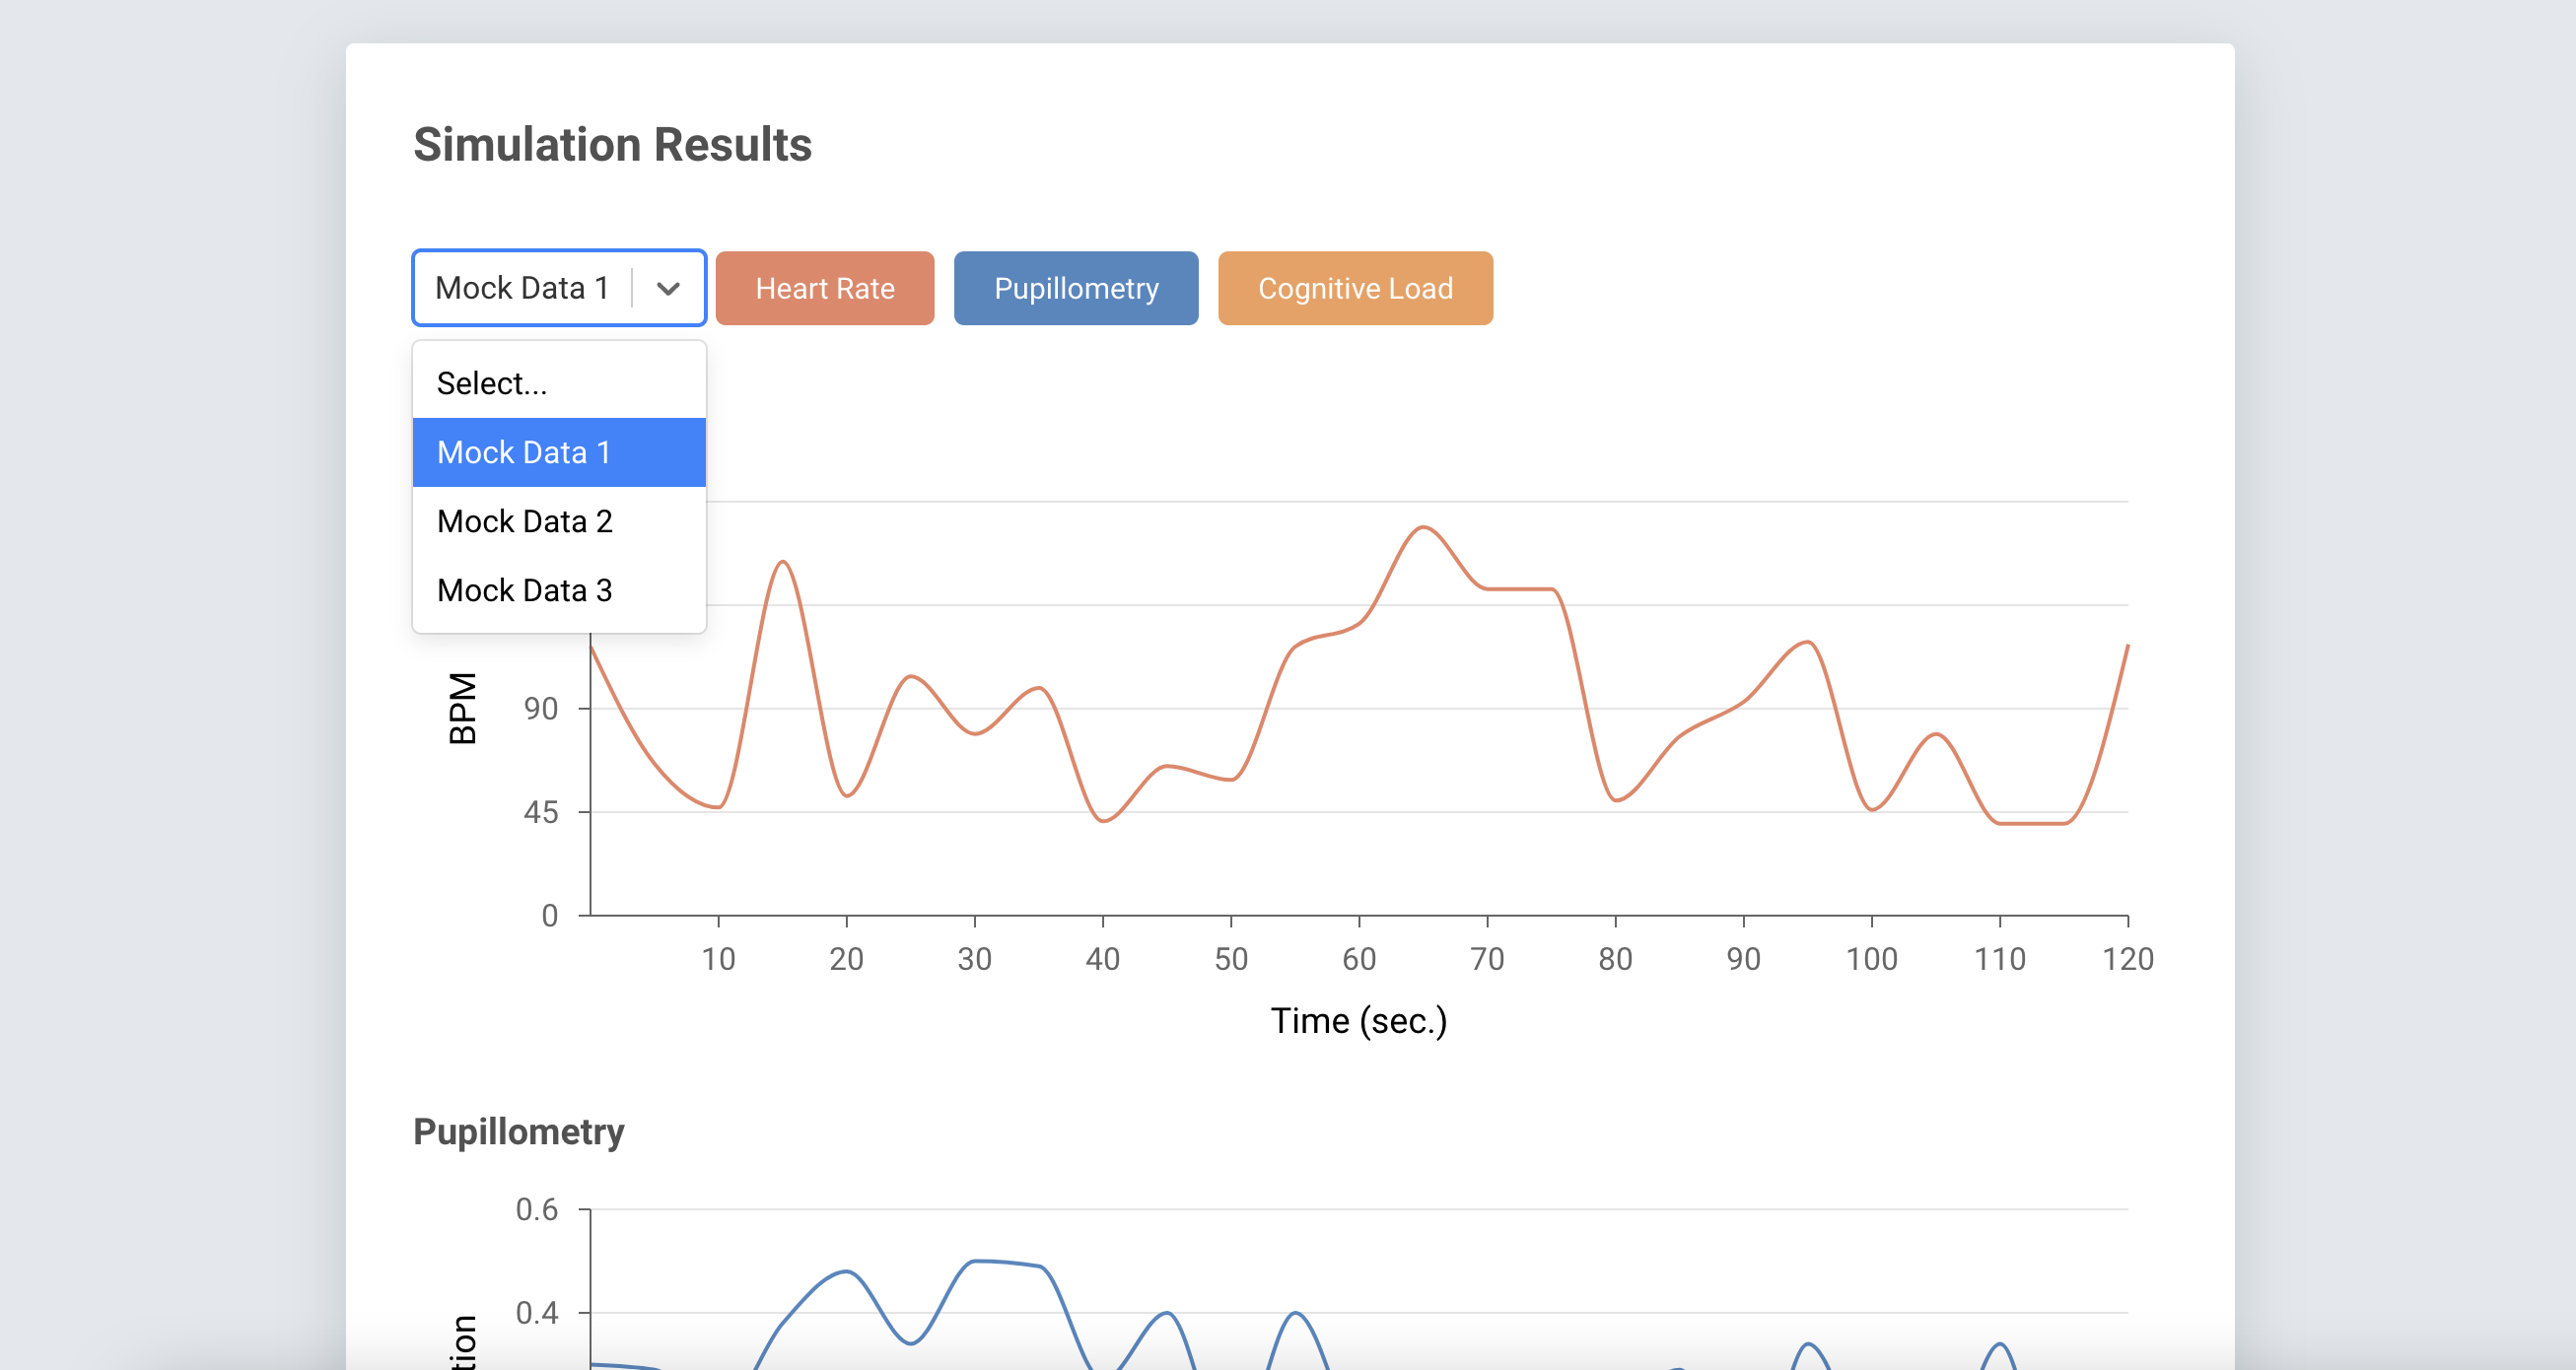 Simulation Results
Mock Data 1
Heart Rate
Pupillometry
Cognitive Load
Select...
Mock Data 1
Mock Data 2
Mock Data 3
BPM
90
45
0
10 20 30 40 50 60 70 80 90 100 110 120
Time (sec.)
Pupillometry
0.6
0.4